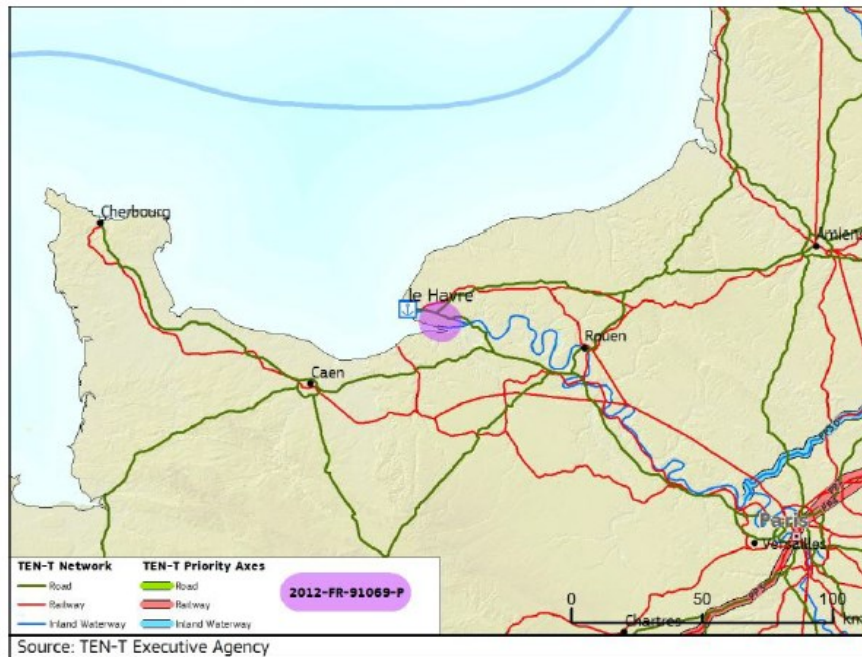 Cherbourg
Amiens
le Havre
Rouen
Caen
Paris
Versailles
TEN-T Network
TEN-T Priority Axes
Road
Road
2012-FR-91069-P
Railway
Railway
Inland Waterway
Inland Waterway
0
50
100
Km
Chartres
Source: TEN-T Executive Agency